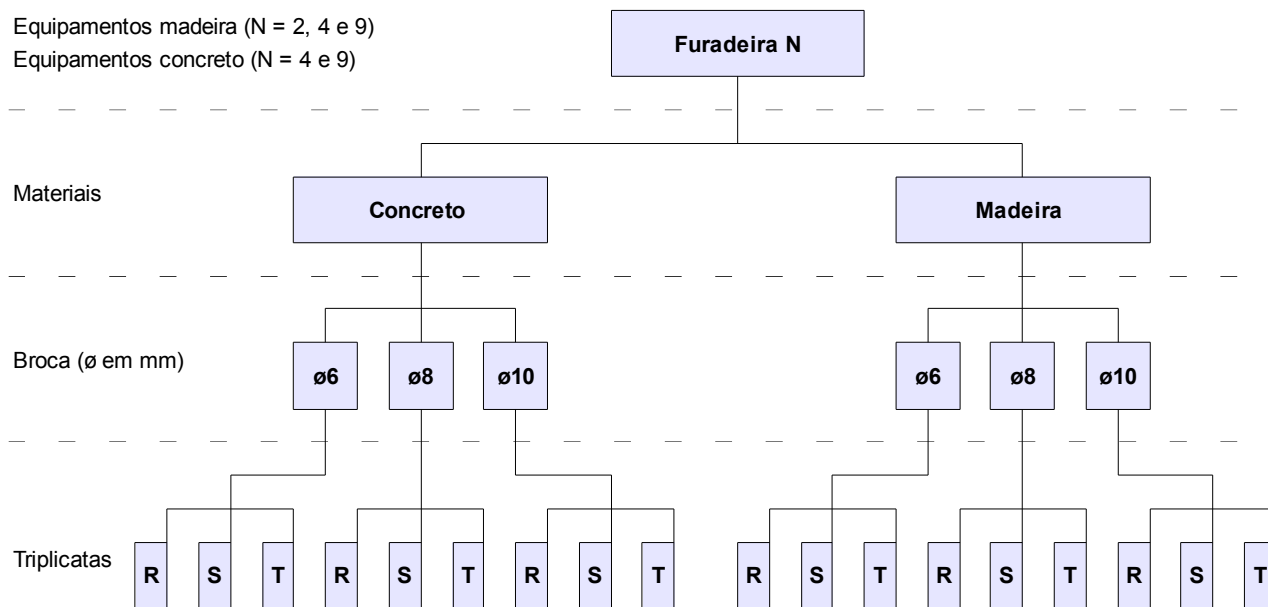 Equipamentos madeira (N = 2, 4 e 9)
Equipamentos concreto (N = 4 e 9)
Furadeira N
Materiais
Concreto
Madeira
Broca (ø em mm)
ø6
ø8
ø10
ø6
ø8
ø10
Triplicatas
R
S
T
R
S
T
R
S
T
R
S
T
R
S
T
R
S
T